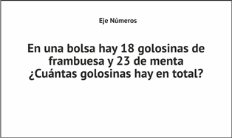 Eje Números
En una bolsa hay 18 golosinas de
frambuesa y 23 de menta
¿Cuántas golosinas hay en total?